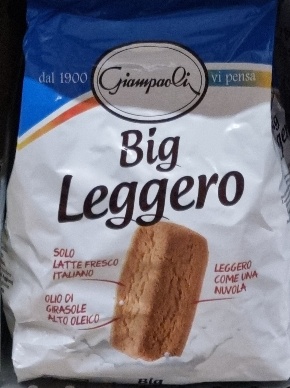 dal 1900 Giampaoli vi pensa
Big
Leggero
SOLO
LATTE FRESCO
ITALIANO
LEGGERO
COME UNA
NUVOLA
OLIO DI
GIRASOLE
ALTO OLEICO
Big